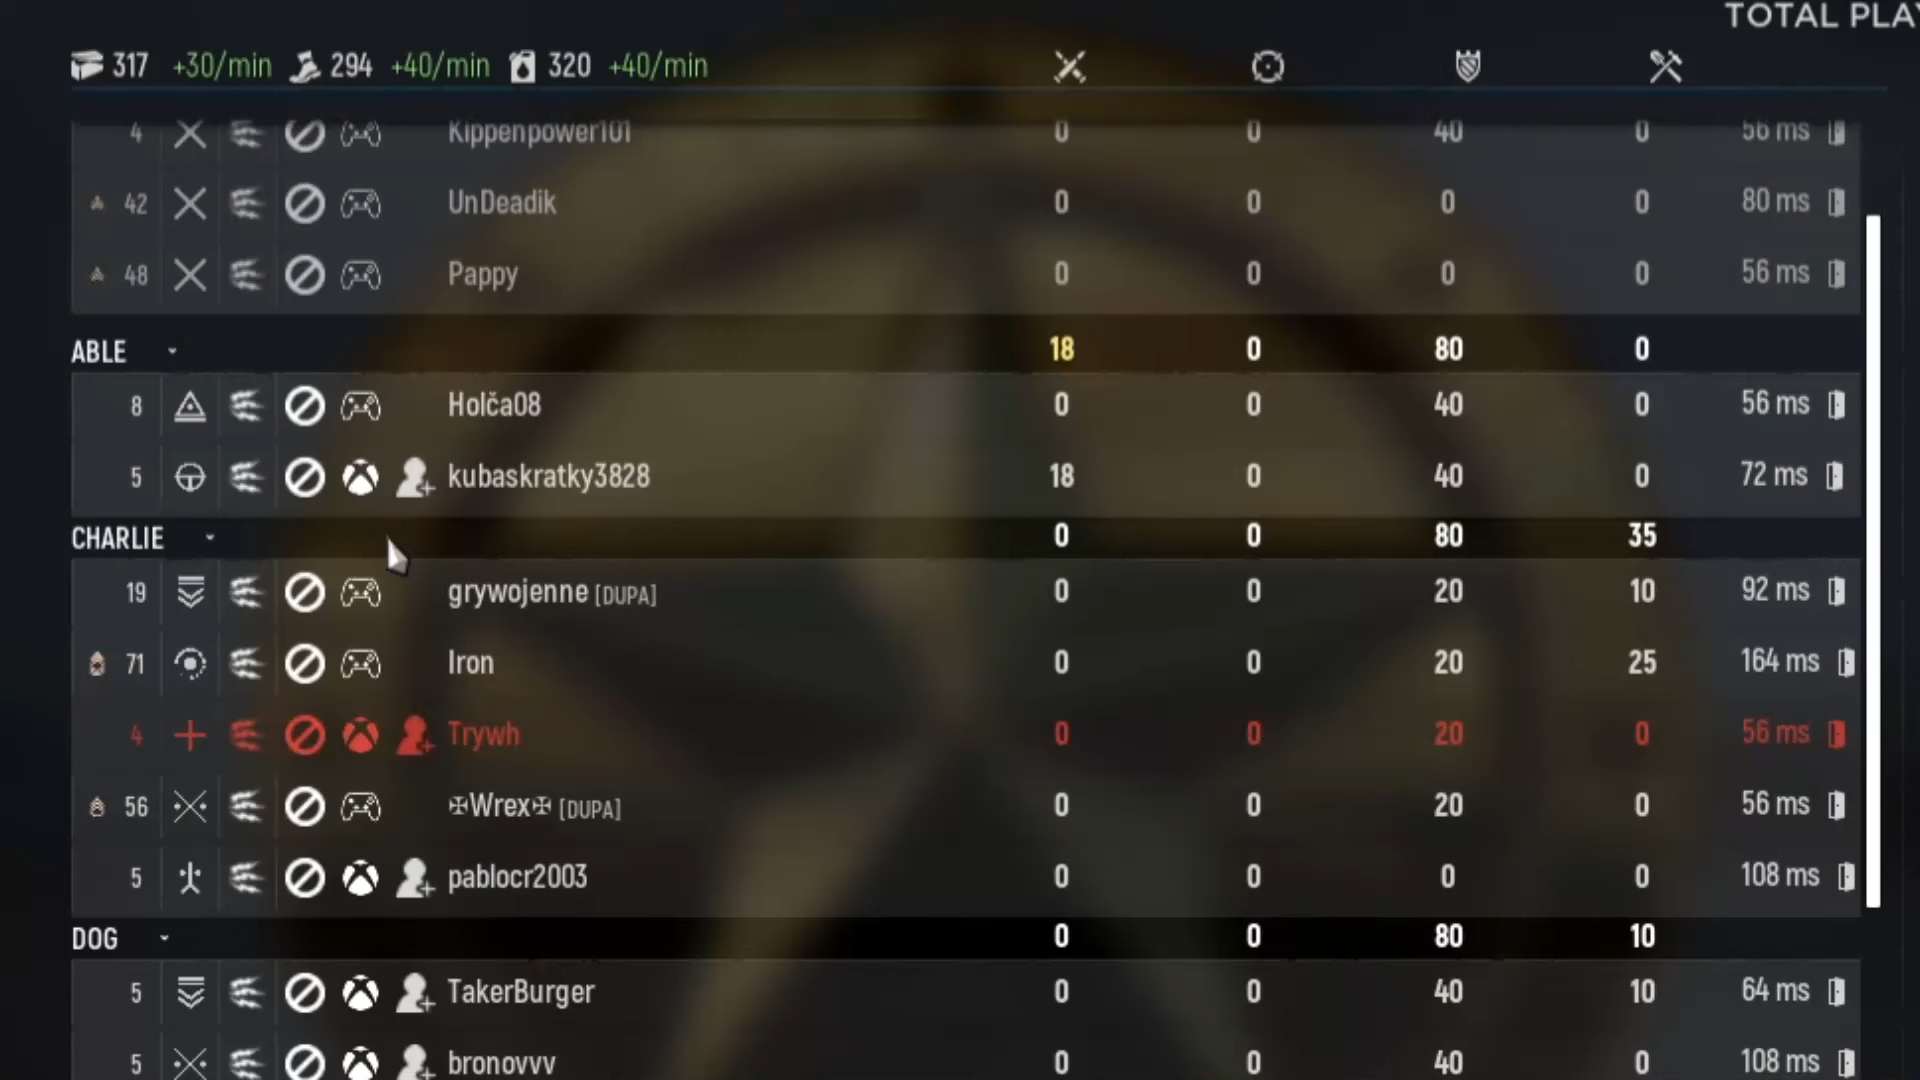 TOTAL PLA
317 +30/min 294 +40/min 320 +40/min
4 Kippenpower101 0 0 40 0 56 ms
42 UnDeadik 0 0 0 0 80 ms
48 Pappy 0 0 0 0 56 ms
ABLE 18 0 80 0
8 Holča08 0 0 40 0 56 ms
5 kubaskratky3828 18 0 40 0 72 ms
CHARLIE 0 0 80 35
19 grywojenne [DUPA] 0 0 20 10 92 ms
71 Iron 0 0 20 25 164 ms
4 Trywh 0 0 20 0 56 ms
56 ✠Wrex✠ [DUPA] 0 0 20 0 56 ms
5 pablocr2003 0 0 0 0 108 ms
DOG 0 0 80 10
5 TakerBurger 0 0 40 10 64 ms
5 bronovvv 0 0 40 0 108 ms